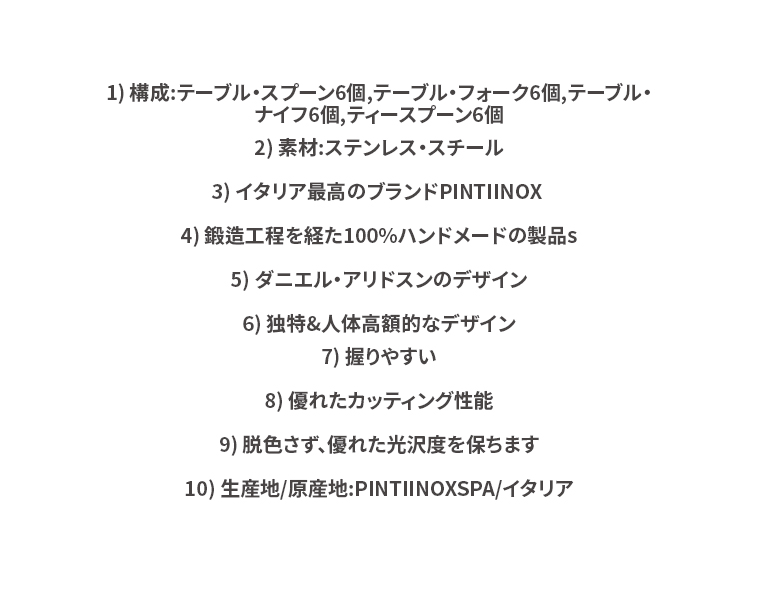 1) 構成:テーブル・スプーン6個,テーブル・フォーク6個,テーブル・
ナイフ6個,ティースプーン6個
2) 素材:ステンレス・スチール
3) イタリア最高のブランドPINTIINOX
4) 鍛造工程を経た100%ハンドメードの製品s
5) ダニエル・アリドスンのデザイン
6) 独特&人体高額的なデザイン
7) 握りやすい
8) 優れたカッティング性能
9) 脱色さず、優れた光沢度を保ちます
10) 生産地/原産地:PINTIINOXSPA/イタリア